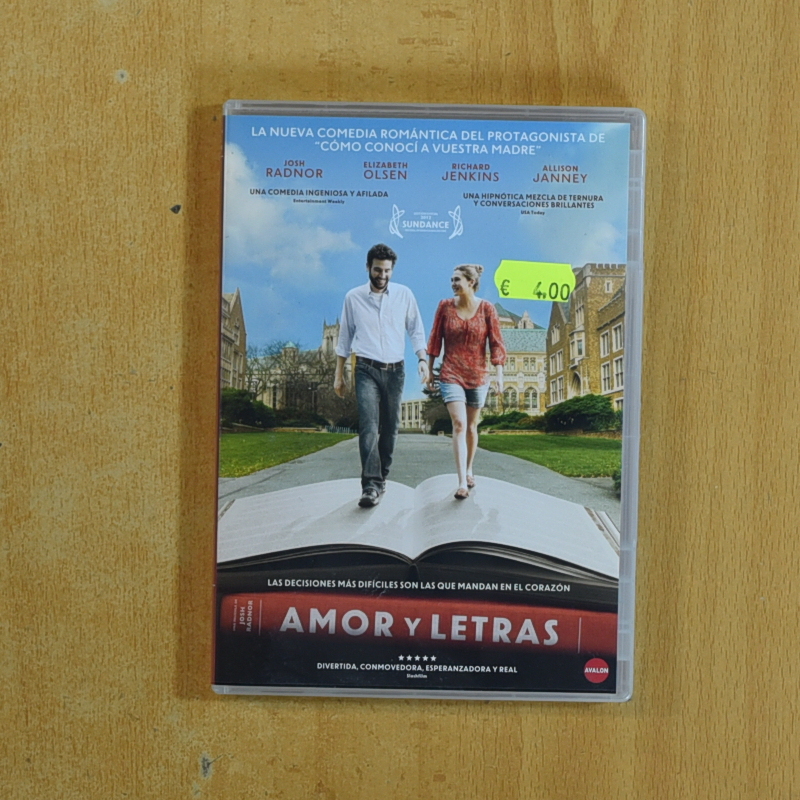 LA NUEVA COMEDIA ROMÁNTICA DEL PROTAGONISTA DE
"CÓMO CONOCÍ A VUESTRA MADRE"
JOSH RADNOR
ELIZABETH OLSEN
RICHARD JENKINS
ALLISON JANNEY
UNA COMEDIA INGENIOSA Y AFILADA
Entertainment Weekly
UNA HIPNÓTICA MEZCLA DE TERNURA
Y CONVERSACIONES BRILLANTES
USA Today
SUNDANCE
€ 4.00
LAS DECISIONES MÁS DIFÍCILES SON LAS QUE MANDAN EN EL CORAZÓN
JOSH
RADNOR
AMOR Y LETRAS
DIVERTIDA, CONMOVEDORA, ESPERANZADORA Y REAL
Slashfilm
AVALON